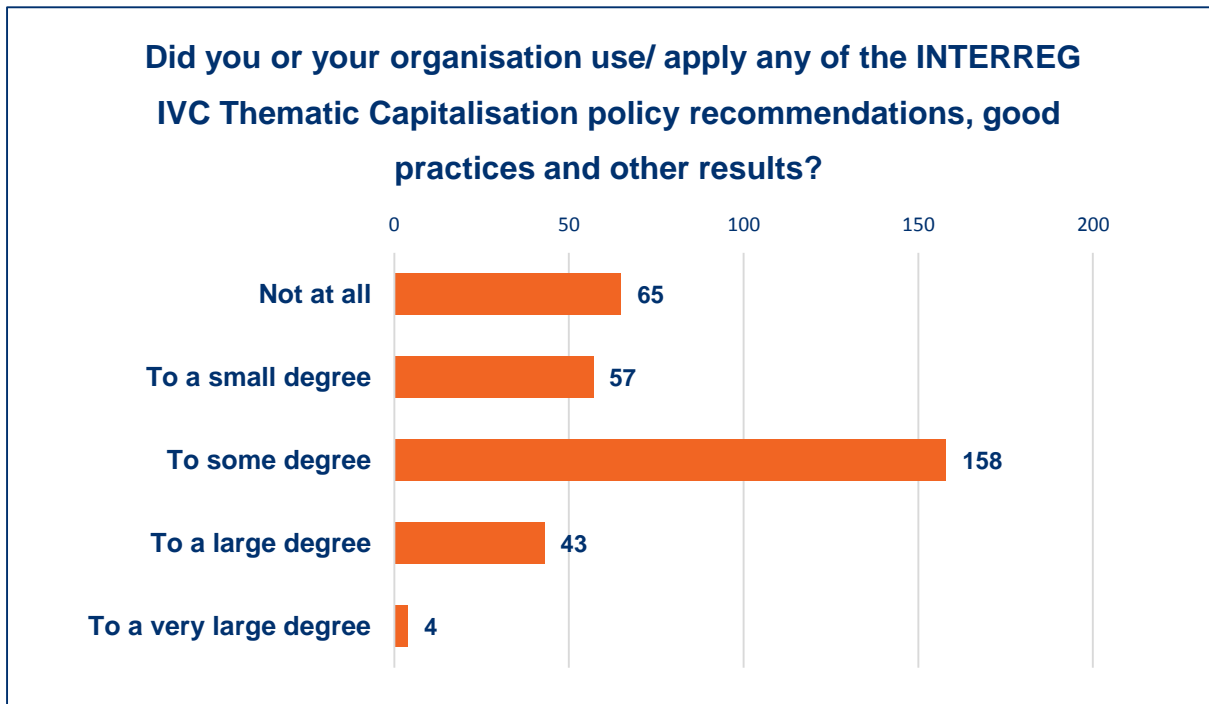 Did you or your organisation use/ apply any of the INTERREG
IVC Thematic Capitalisation policy recommendations, good
practices and other results?
0 50 100 150 200
Not at all 65
To a small degree 57
To some degree 158
To a large degree 43
To a very large degree 4